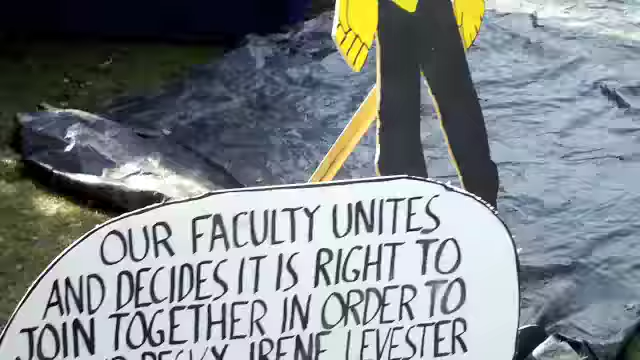 OUR FACULTY UNITES
AND DECIDES IT IS RIGHT TO
JOIN TOGETHER IN ORDER TO
IRENE LEVESTER